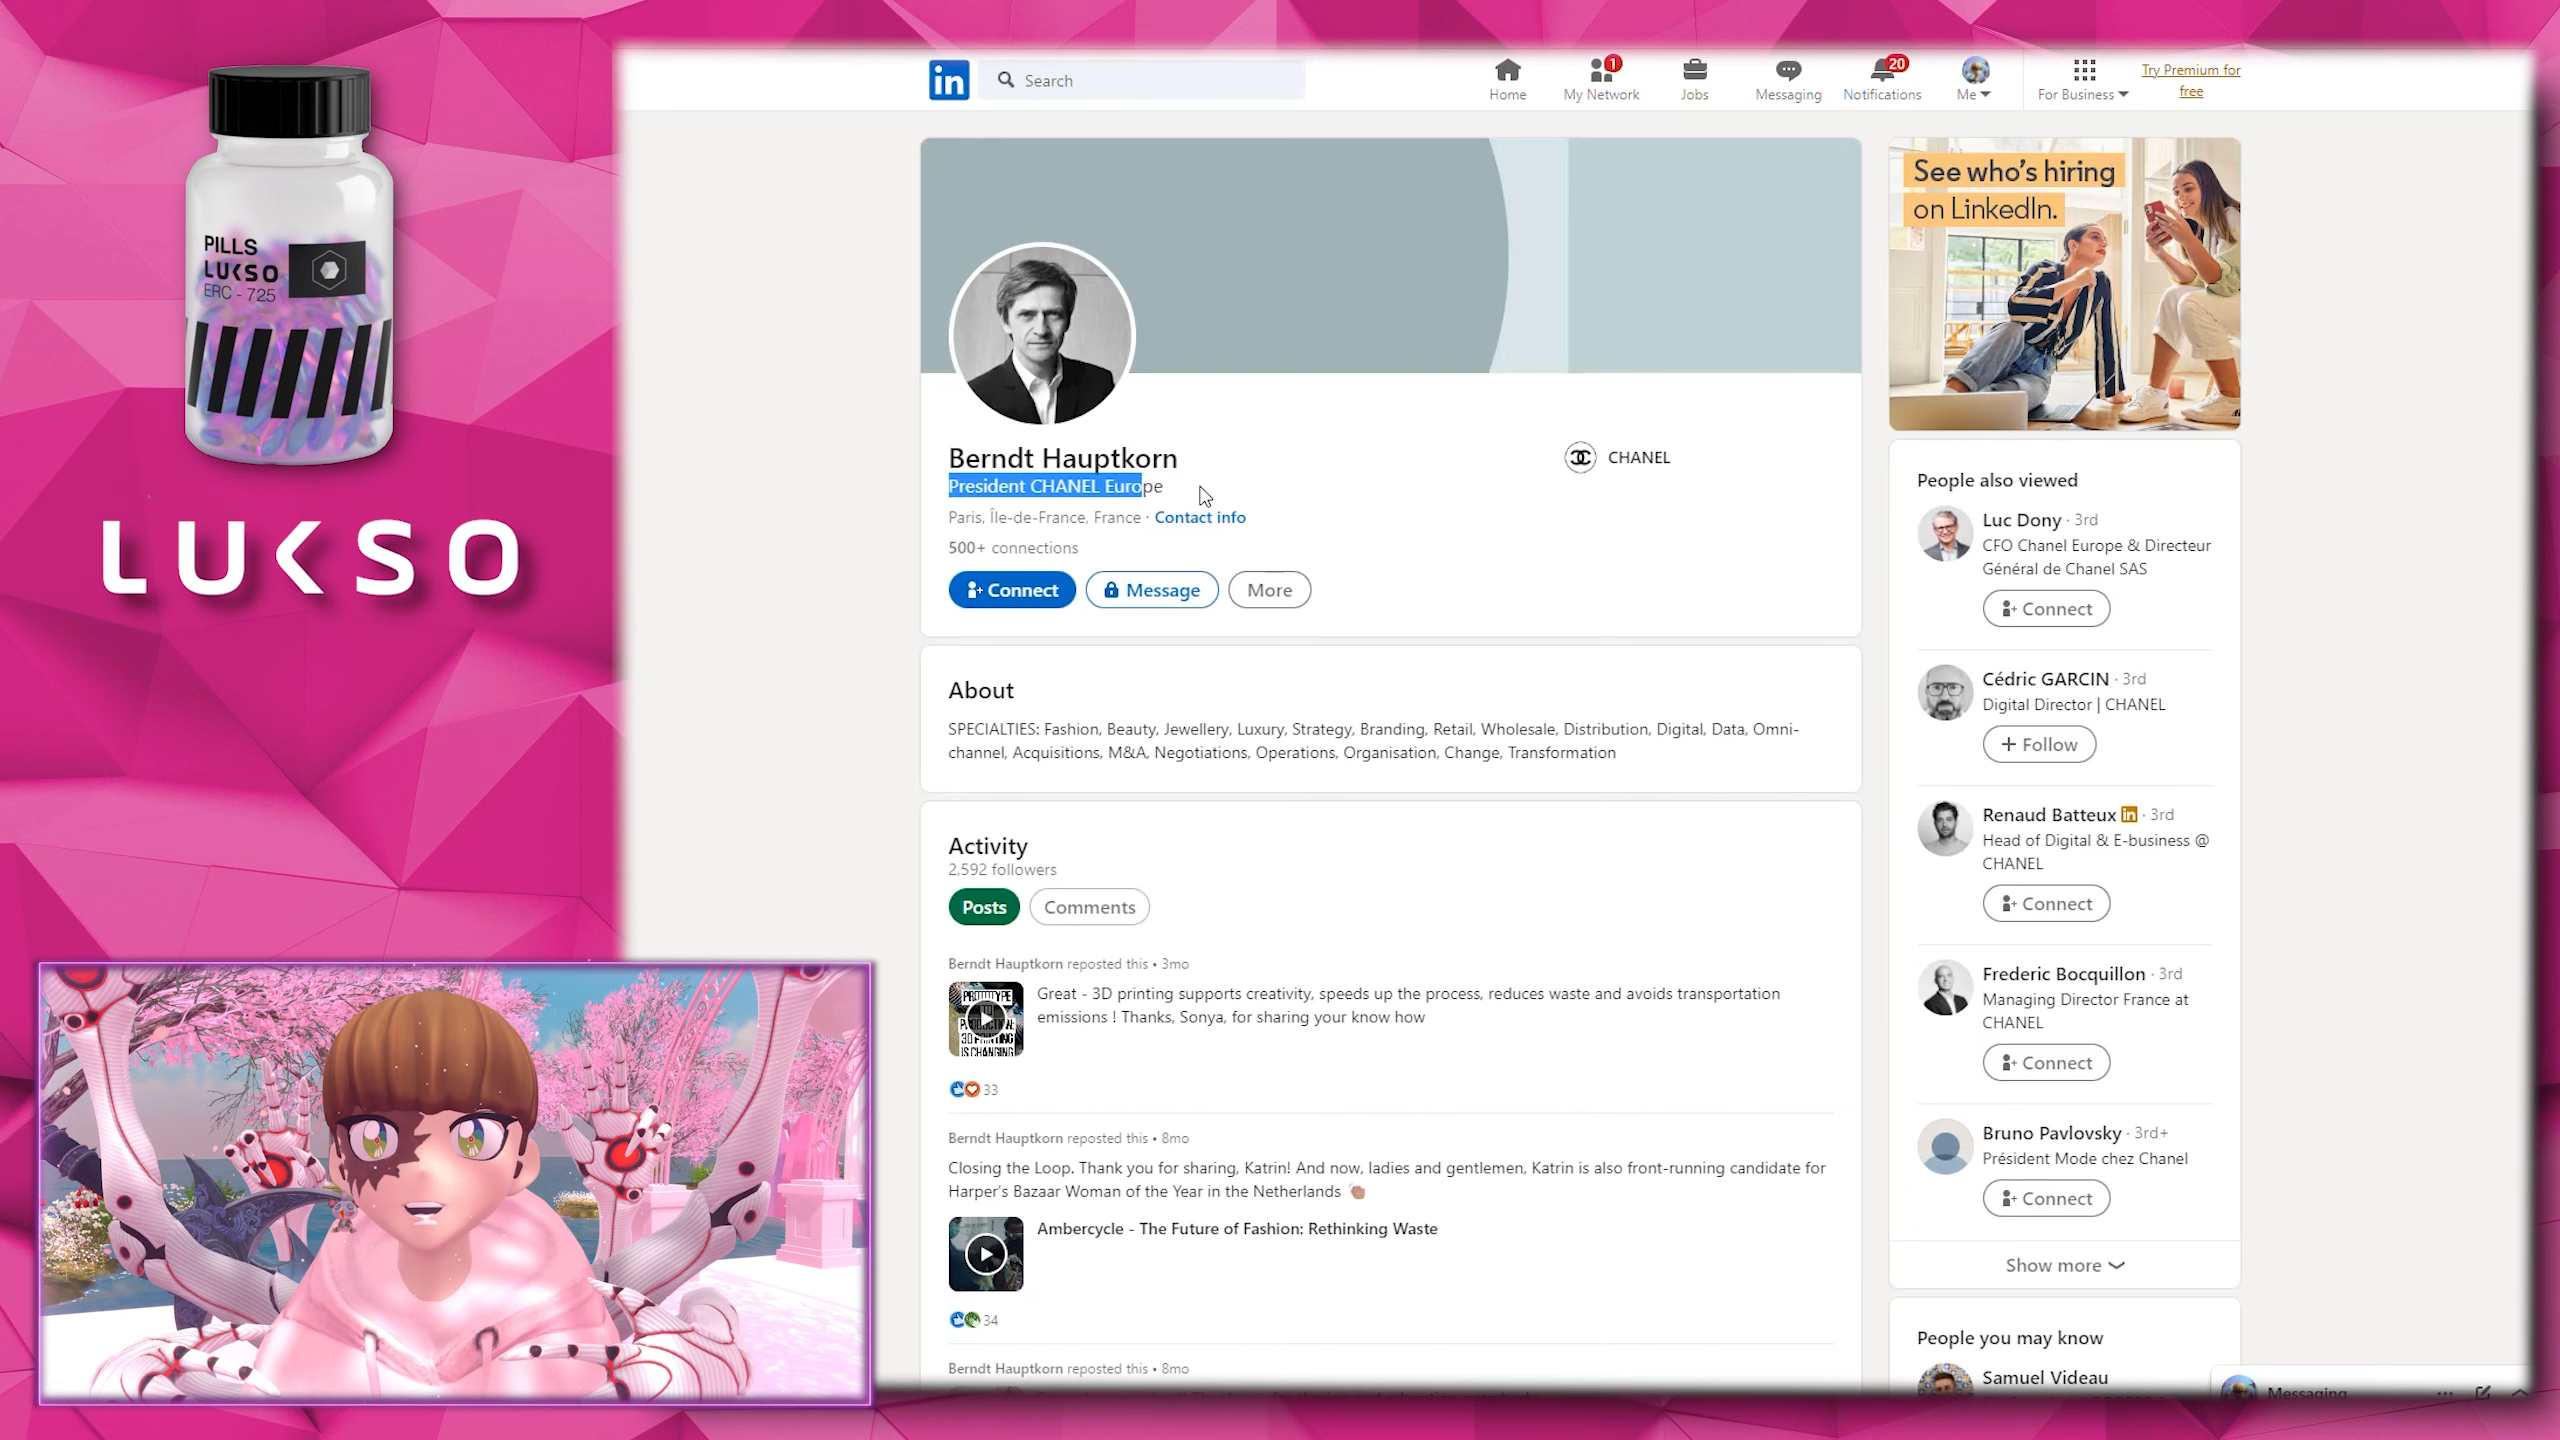 PILLS
LUKSO
ERC - 725
LUKSO
in
Search
1
20
Home
My Network
Jobs
Messaging
Notifications
Me
For Business
Try Premium for
free
See who's hiring
on LinkedIn.
Berndt Hauptkorn
President CHANEL Europe
Paris, Île-de-France, France · Contact info
500+ connections
CHANEL
Connect
Message
More
About
SPECIALTIES: Fashion, Beauty, Jewellery, Luxury, Strategy, Branding, Retail, Wholesale, Distribution, Digital, Data, Omni-
channel, Acquisitions, M&A, Negotiations, Operations, Organisation, Change, Transformation
Activity
2,592 followers
Posts
Comments
Berndt Hauptkorn reposted this • 3mo
PROTOTYPE
TO
PRODUCTION:
3D PRINTING
IS CHANGING
Great - 3D printing supports creativity, speeds up the process, reduces waste and avoids transportation
emissions ! Thanks, Sonya, for sharing your know how
33
Berndt Hauptkorn reposted this • 8mo
Closing the Loop. Thank you for sharing, Katrin! And now, ladies and gentlemen, Katrin is also front-running candidate for
Harper's Bazaar Woman of the Year in the Netherlands 👏🏽
Ambercycle - The Future of Fashion: Rethinking Waste
34
Berndt Hauptkorn reposted this • 8mo
People also viewed
Luc Dony · 3rd
CFO Chanel Europe & Directeur
Général de Chanel SAS
Connect
Cédric GARCIN · 3rd
Digital Director | CHANEL
+ Follow
Renaud Batteux in · 3rd
Head of Digital & E-business @
CHANEL
Connect
Frederic Bocquillon · 3rd
Managing Director France at
CHANEL
Connect
Bruno Pavlovsky · 3rd+
Président Mode chez Chanel
Connect
Show more
People you may know
Samuel Videau
Messaging